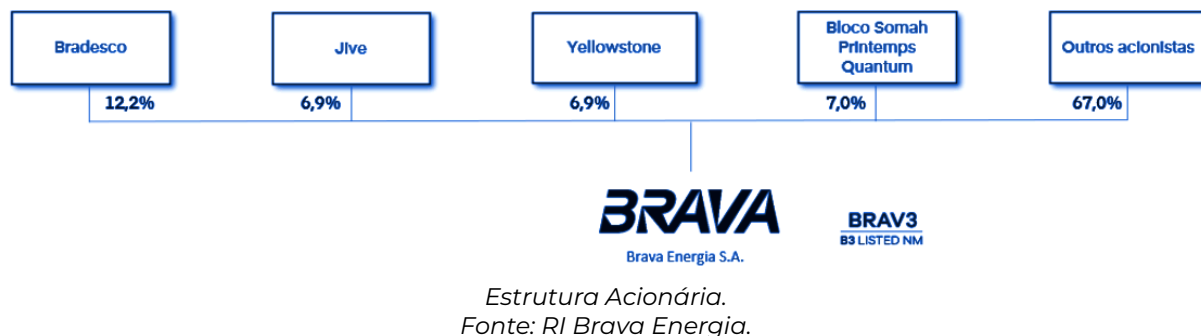 Bradesco
Jive
Yellowstone
Bloco Somah
Printemps
Quantum
Outros acionistas
12,2%
6,9%
6,9%
7,0%
67,0%
BRAVA
Brava Energia S.A.
BRAV3
B3 LISTED NM
Estrutura Acionária.
Fonte: RI Brava Energia.